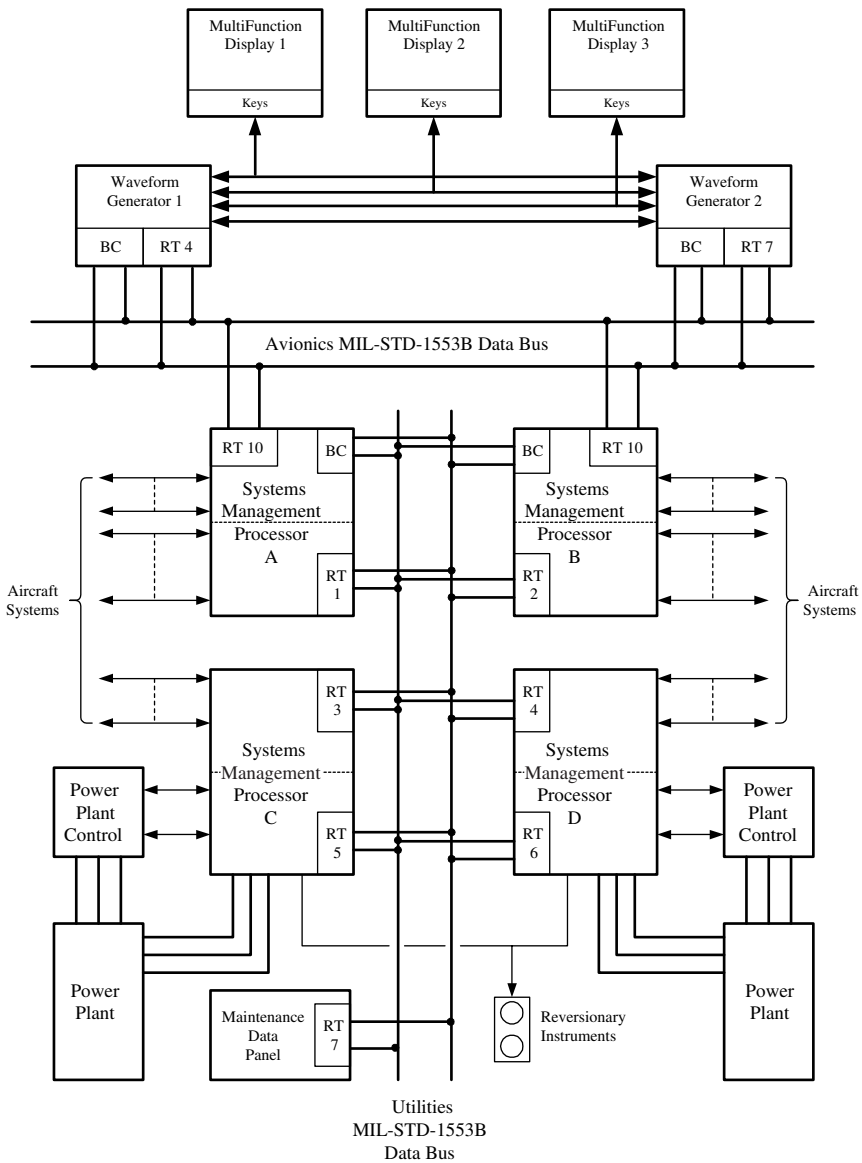 MultiFunction
Display 1
Keys
MultiFunction
Display 2
Keys
MultiFunction
Display 3
Keys
Waveform
Generator 1
BC
RT 4
Waveform
Generator 2
BC
RT 7
Avionics MIL-STD-1553B Data Bus
RT 10
BC
Systems
Management
Processor
A
RT
1
BC
RT 10
Systems
Management
Processor
B
RT
2
Aircraft
Systems
Aircraft
Systems
RT
3
Systems
Management
Processor
C
RT
5
RT
4
Systems
Management
Processor
D
RT
6
Power
Plant
Control
Power
Plant
Control
Power
Plant
Power
Plant
Maintenance
Data
Panel
RT
7
Reversionary
Instruments
Utilities
MIL-STD-1553B
Data Bus